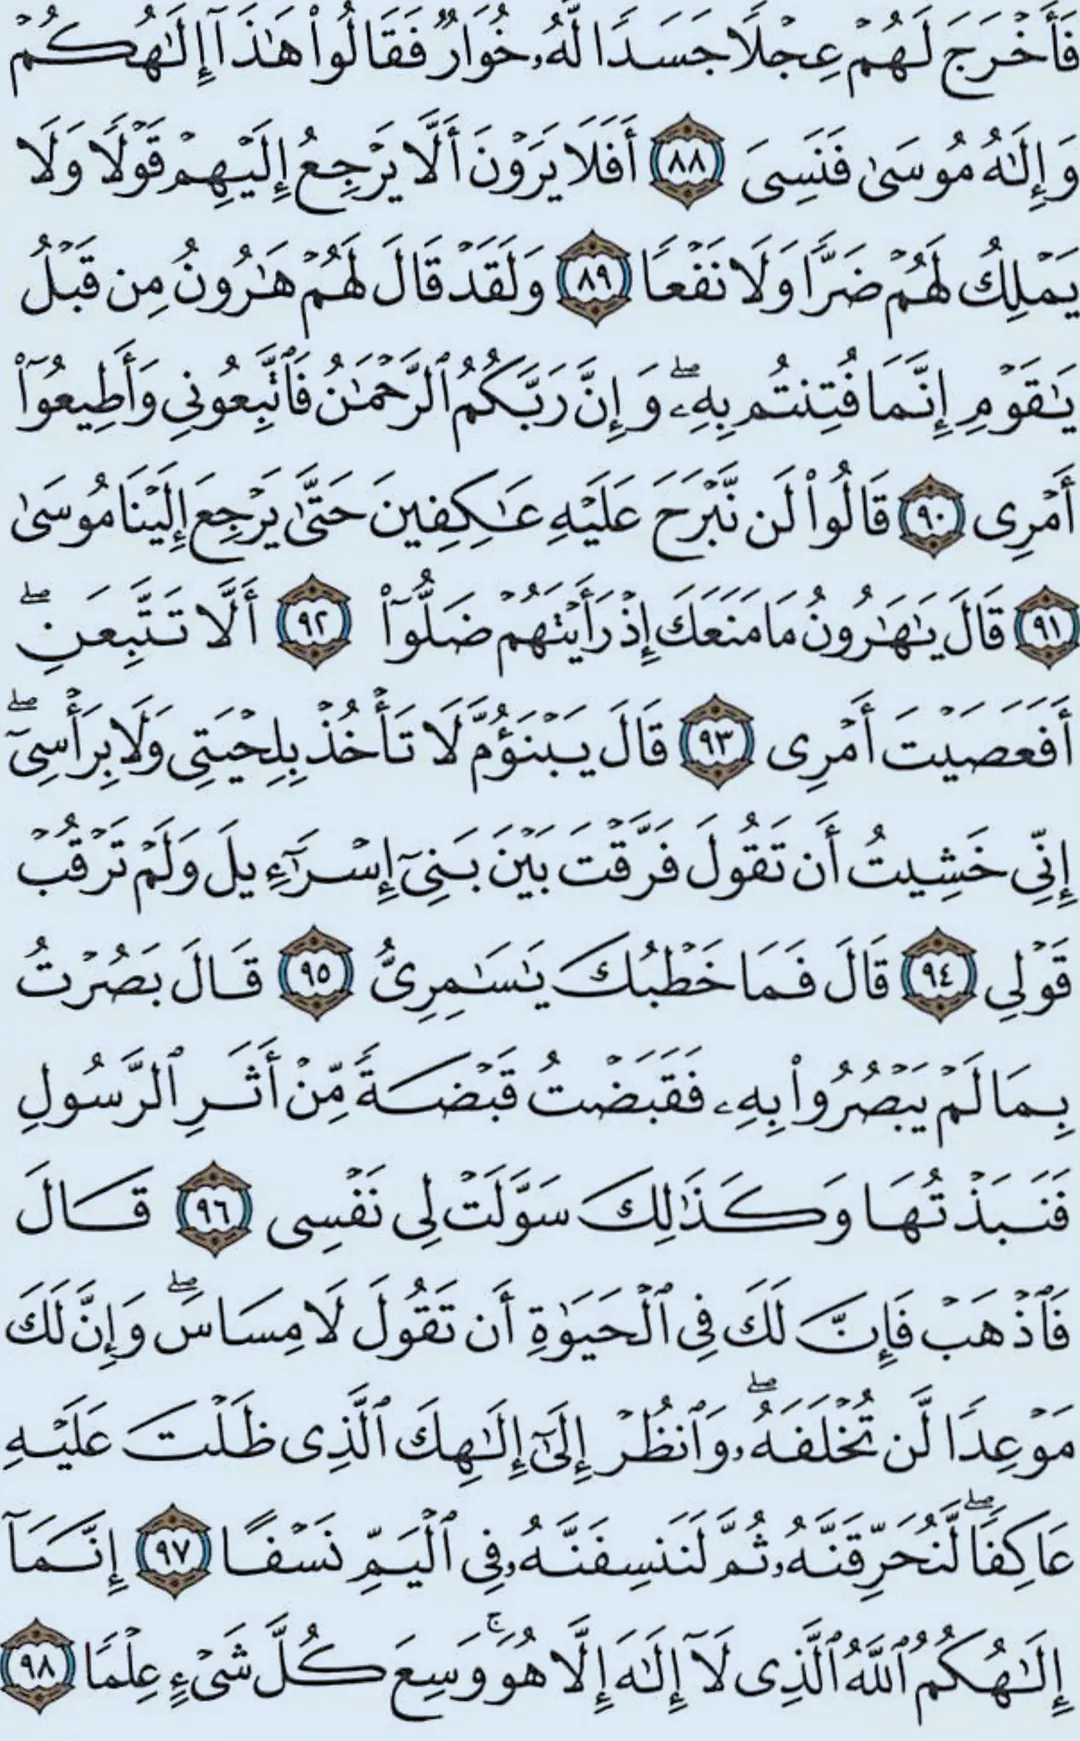 فَأَخۡرَجَ لَهُمۡ عِجۡلٗا جَسَدٗا لَّهُۥ خُوَارٞ فَقَالُواْ هَٰذَآ إِلَٰهُكُمۡ
وَإِلَٰهُ مُوسَىٰ فَنَسِيَ ٨٨ أَفَلَا يَرَوۡنَ أَلَّا يَرۡجِعُ إِلَيۡهِمۡ قَوۡلٗا وَلَا
يَمۡلِكُ لَهُمۡ ضَرّٗا وَلَا نَفۡعٗا ٨٩ وَلَقَدۡ قَالَ لَهُمۡ هَٰرُونُ مِن قَبۡلُ
يَٰقَوۡمِ إِنَّمَا فُتِنتُم بِهِۦۖ وَإِنَّ رَبَّكُمُ ٱلرَّحۡمَٰنُ فَٱتَّبِعُونِي وَأَطِيعُوٓاْ
أَمۡرِي ٩٠ قَالُواْ لَن نَّبۡرَحَ عَلَيۡهِ عَٰكِفِينَ حَتَّىٰ يَرۡجِعَ إِلَيۡنَا مُوسَىٰ
٩١ قَالَ يَٰهَٰرُونُ مَا مَنَعَكَ إِذۡ رَأَيۡتَهُمۡ ضَلُّوٓاْ ٩٢ أَلَّا تَتَّبِعَنِۖ
أَفَعَصَيۡتَ أَمۡرِي ٩٣ قَالَ يَبۡنَؤُمَّ لَا تَأۡخُذۡ بِلِحۡيَتِي وَلَا بِرَأۡسِيٓۖ
إِنِّي خَشِيتُ أَن تَقُولَ فَرَّقۡتَ بَيۡنَ بَنِيٓ إِسۡرَٰٓءِيلَ وَلَمۡ تَرۡقُبۡ
قَوۡلِي ٩٤ قَالَ فَمَا خَطۡبُكَ يَٰسَٰمِرِيُّ ٩٥ قَالَ بَصُرۡتُ
بِمَا لَمۡ يَبۡصُرُواْ بِهِۦ فَقَبَضۡتُ قَبۡضَةٗ مِّنۡ أَثَرِ ٱلرَّسُولِ
فَنَبَذۡتُهَا وَكَذَٰلِكَ سَوَّلَتۡ لِي نَفۡسِي ٩٦ قَالَ
فَٱذۡهَبۡ فَإِنَّ لَكَ فِي ٱلۡحَيَوٰةِ أَن تَقُولَ لَا مِسَاسَۖ وَإِنَّ لَكَ
مَوۡعِدٗا لَّن تُخۡلَفَهُۥۖ وَٱنظُرۡ إِلَىٰٓ إِلَٰهِكَ ٱلَّذِي ظَلۡتَ عَلَيۡهِ
عَاكِفٗاۖ لَّنُحَرِّقَنَّهُۥ ثُمَّ لَنَنسِفَنَّهُۥ فِي ٱلۡيَمِّ نَسۡفًا ٩٧ إِنَّمَآ
إِلَٰهُكُمُ ٱللَّهُ ٱلَّذِي لَآ إِلَٰهَ إِلَّا هُوَۚ وَسِعَ كُلَّ شَيۡءٍ عِلۡمٗا ٩٨